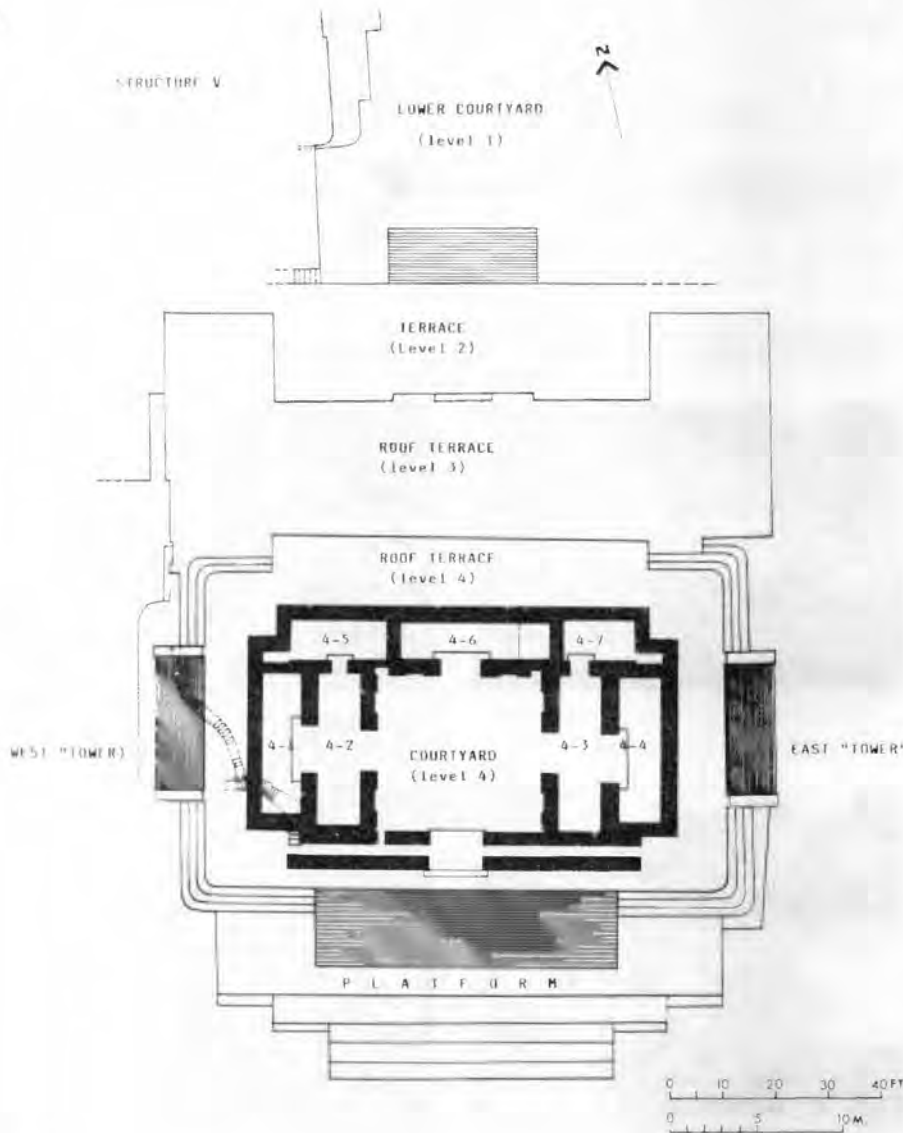 STRUCTURE V
N
LOWER COURTYARD
(level 1)
TERRACE
(Level 2)
ROOF TERRACE
(level 3)
ROOF TERRACE
(level 4)
4-5
4-6
4-7
4-1
4-2
4-3
4-4
COURTYARD
(level 4)
WEST "TOWER)
EAST "TOWER"
PLATFORM
0 10 20 30 40 FT
0 5 10 M.